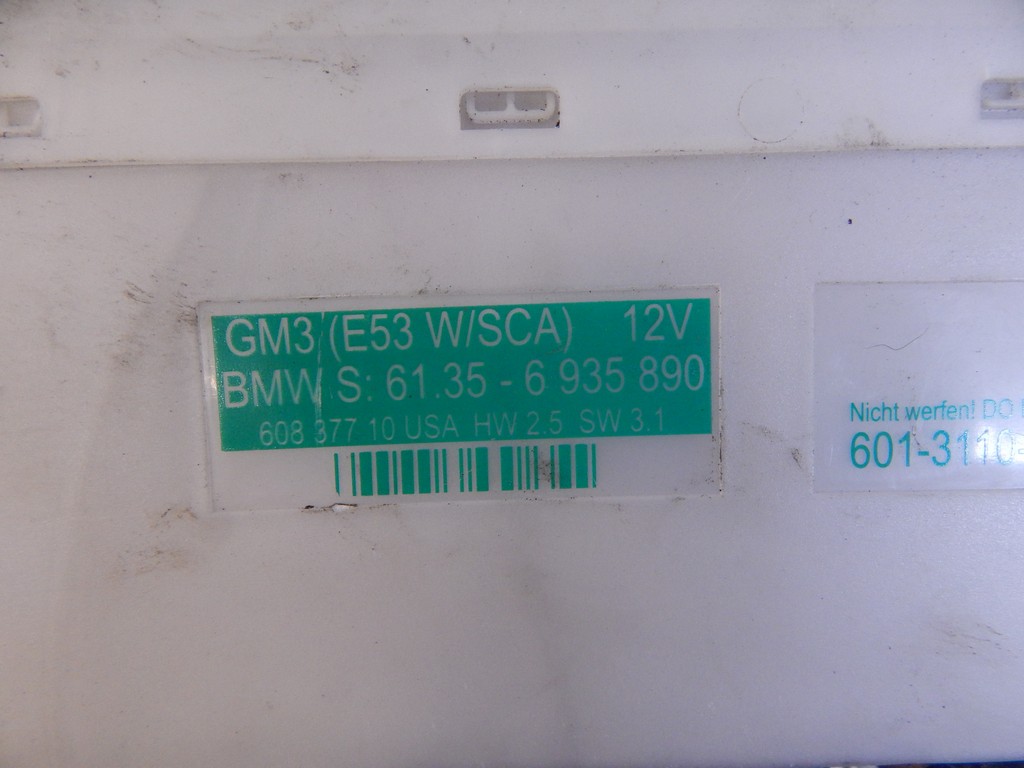 GM3 (E53 W/SCA) 12V
BMW S: 61.35 - 6 935 890
608 377 10 USA HW 2.5 SW 3.1
Nicht werfen! DO
601-3110